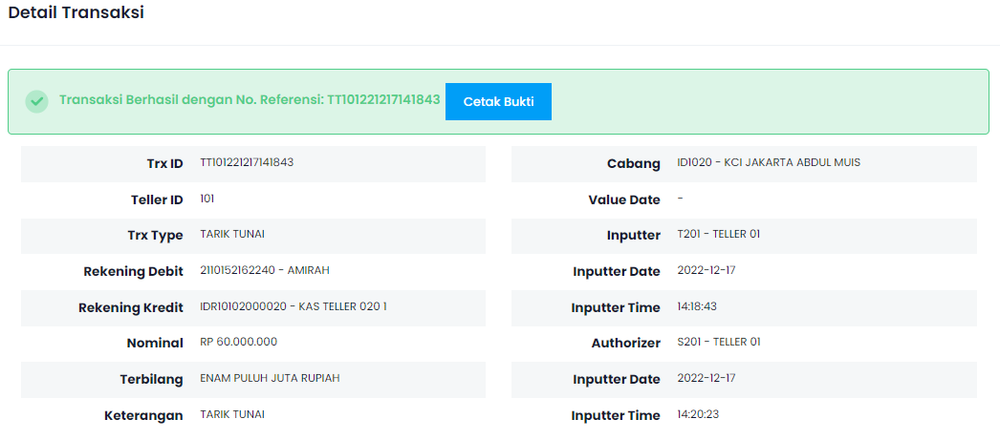 Detail Transaksi
Transaksi Berhasil dengan No. Referensi: TT101221217141843 Cetak Bukti
Trx ID TT101221217141843 Cabang ID1020 - KCI JAKARTA ABDUL MUIS
Teller ID 101 Value Date -
Trx Type TARIK TUNAI Inputter T201 - TELLER 01
Rekening Debit 2110152162240 - AMIRAH Inputter Date 2022-12-17
Rekening Kredit IDR10102000020 - KAS TELLER 020 1 Inputter Time 14:18:43
Nominal RP 60.000.000 Authorizer S201 - TELLER 01
Terbilang ENAM PULUH JUTA RUPIAH Inputter Date 2022-12-17
Keterangan TARIK TUNAI Inputter Time 14:20:23